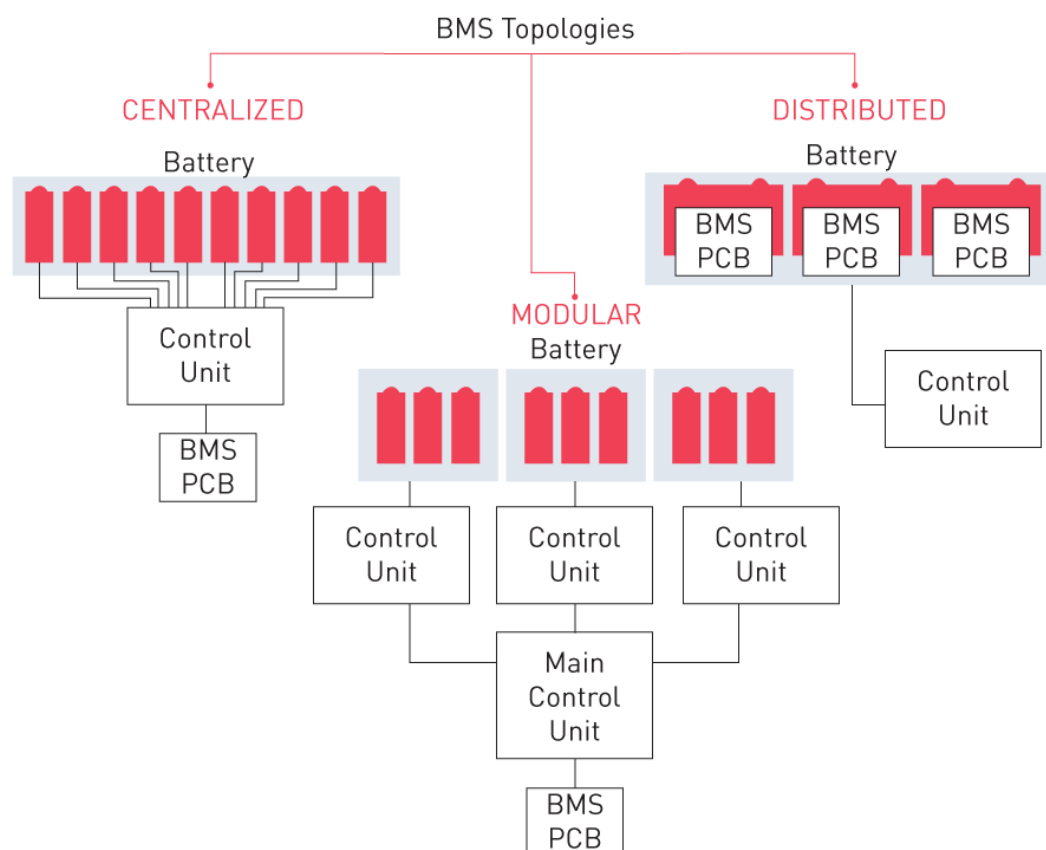 BMS Topologies
CENTRALIZED
Battery
Control
Unit
BMS
PCB
MODULAR
Battery
Control
Unit
Control
Unit
Control
Unit
Main
Control
Unit
BMS
PCB
DISTRIBUTED
Battery
BMS
PCB
BMS
PCB
BMS
PCB
Control
Unit